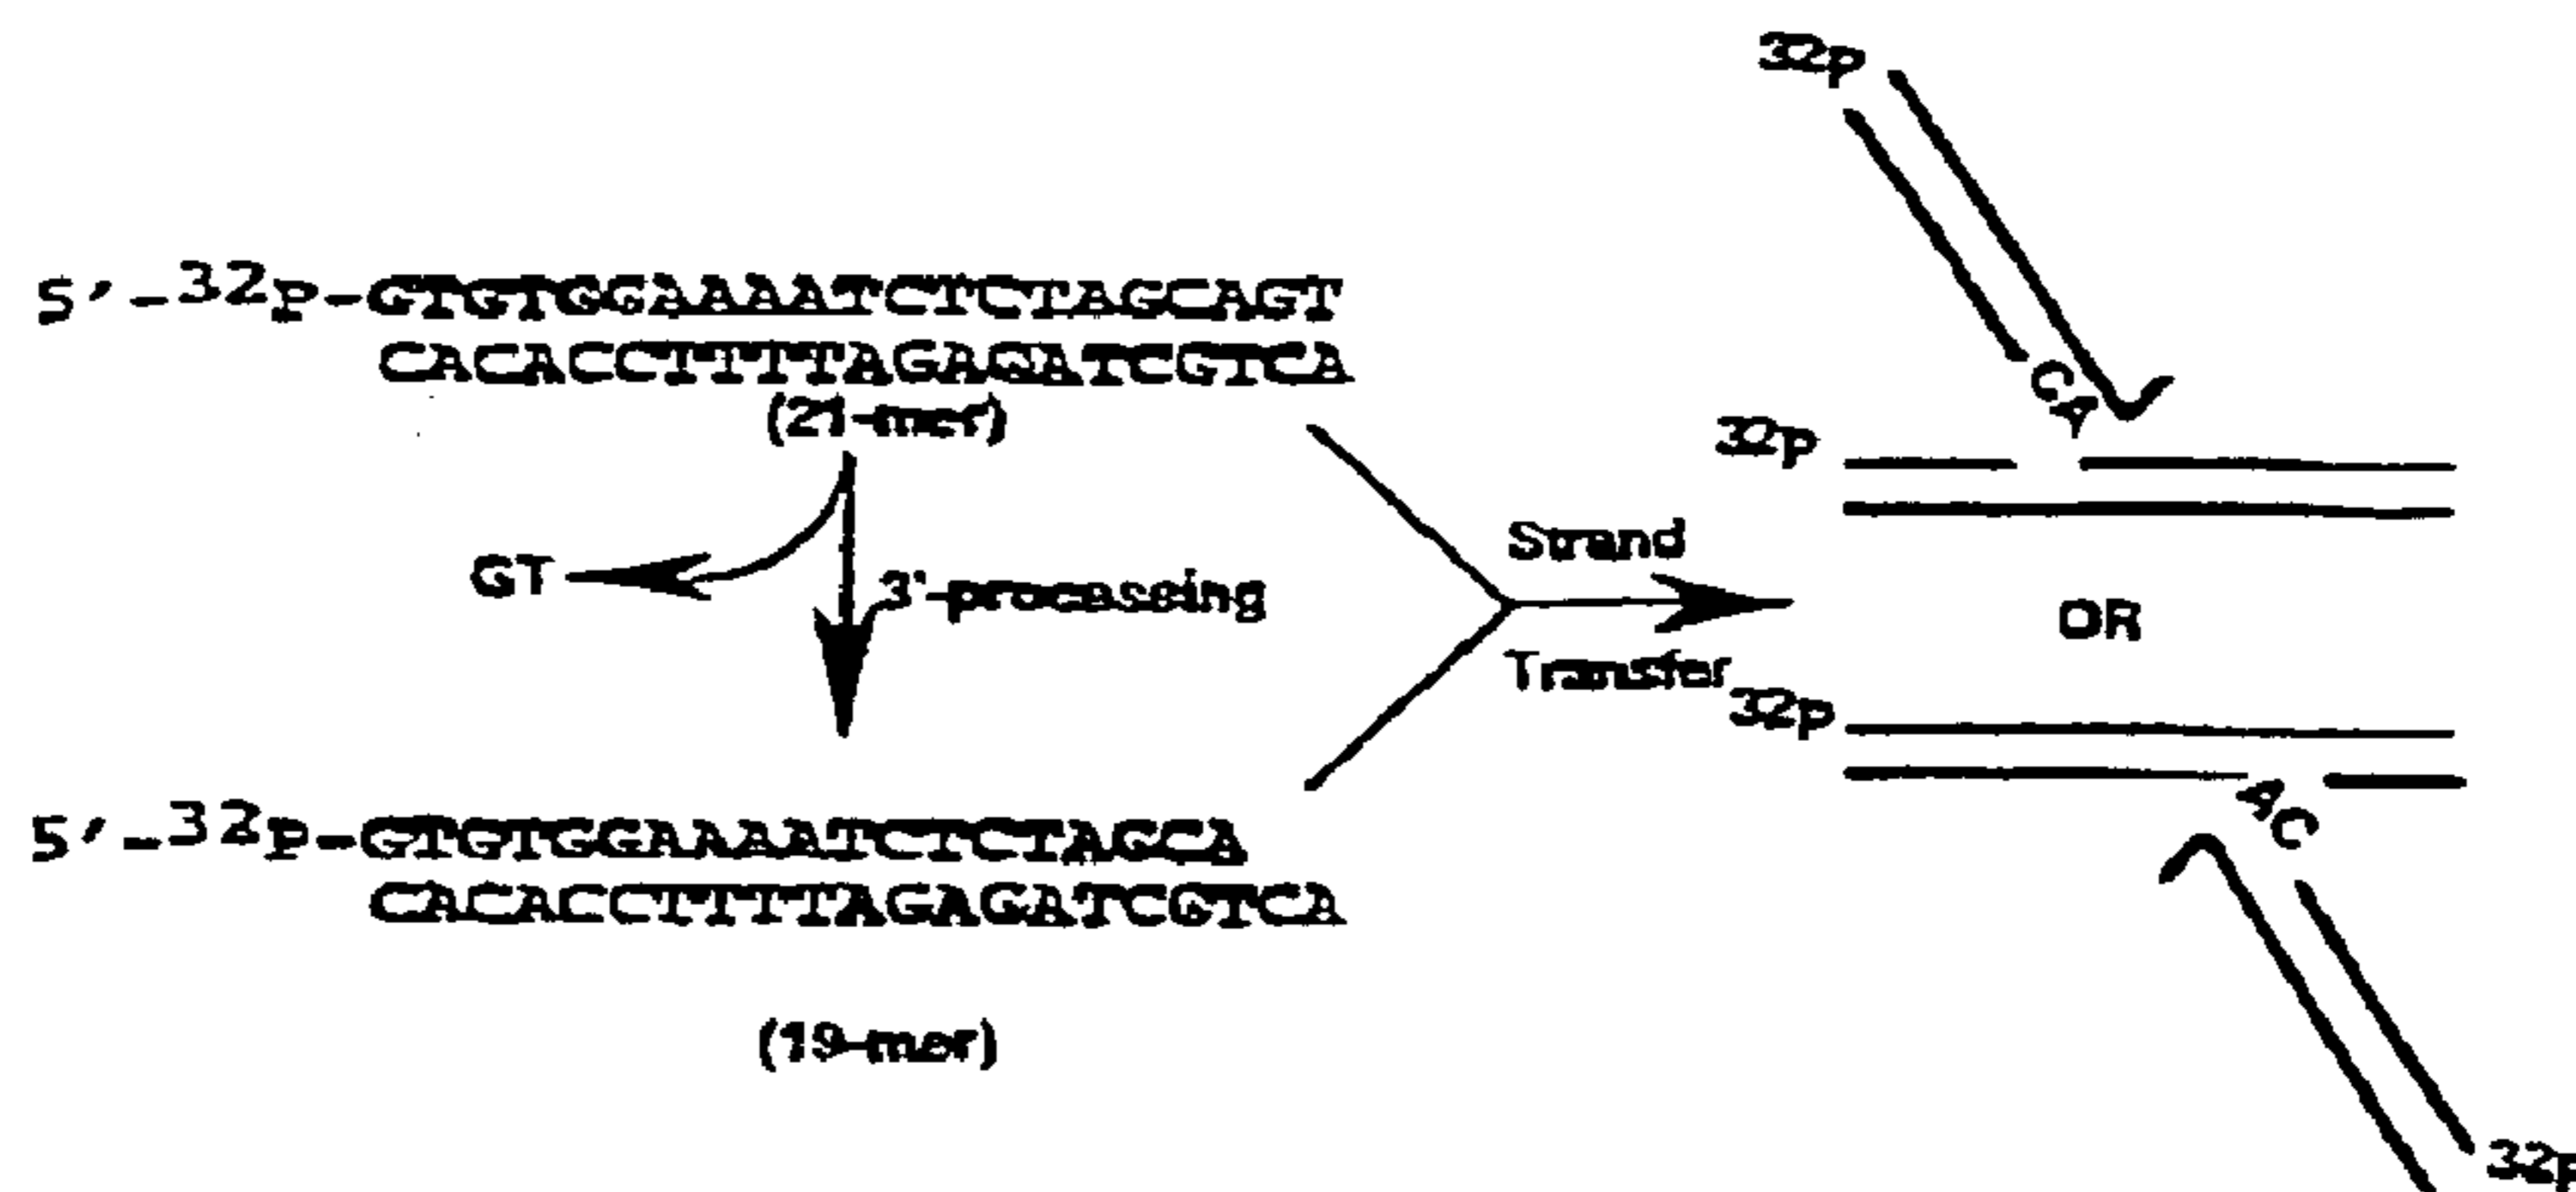 5'-32P-GTGTGGAAAATCTCTAGCAGT
CACACCTTTTAGAGATCGTCA
(21-mer)
GT
3'-processing
5'-32P-GTGTGGAAAATCTCTAGCA
CACACCTTTTAGAGATCGTCA
(19-mer)
Strand
Transfer
32P
CA
32P
OR
32P
AC
32P